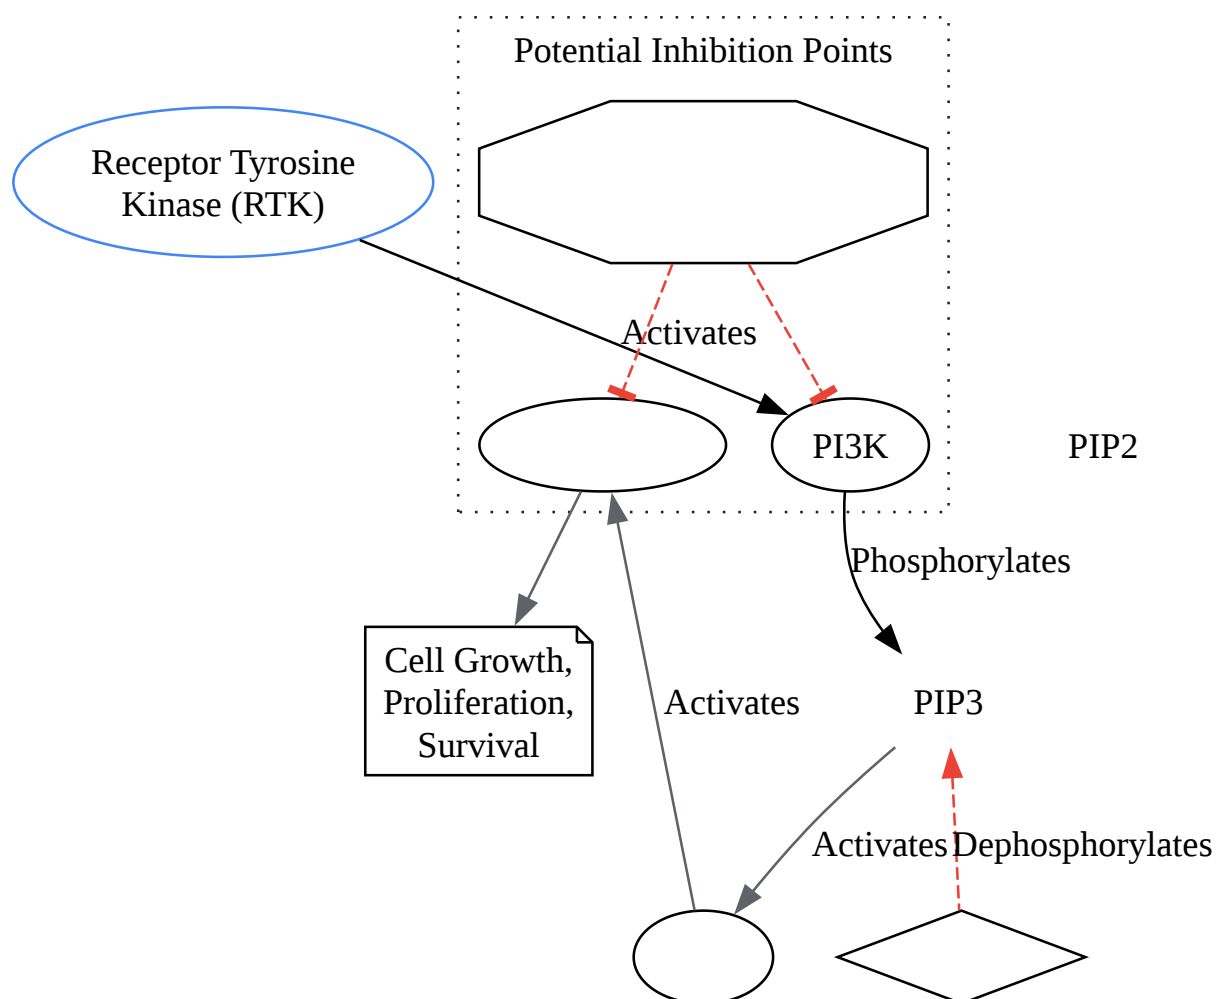 Potential Inhibition Points
Receptor Tyrosine
Kinase (RTK)
Activates
PI3K
PIP2
Phosphorylates
Cell Growth,
Proliferation,
Survival
Activates
PIP3
Activates
Dephosphorylates